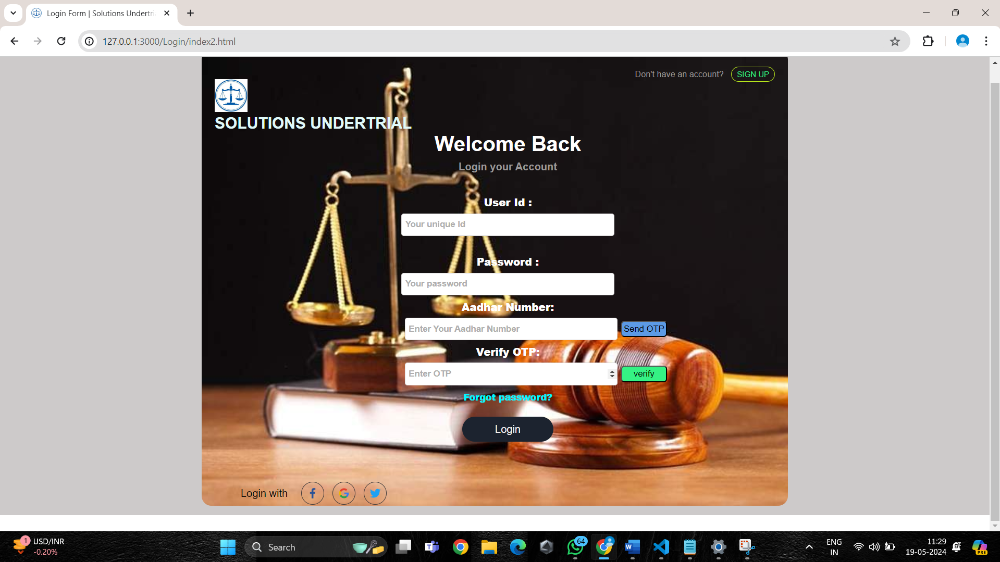 Login Form | Solutions Undertri
127.0.0.1:3000/Login/index2.html
Don't have an account? SIGN UP
SOLUTIONS UNDERTRIAL
Welcome Back
Login your Account
User Id :
Your unique Id
Password :
Your password
Aadhar Number:
Enter Your Aadhar Number Send OTP
Verify OTP:
Enter OTP verify
Forgot password?
Login
Login with
1 USD/INR
-0.20%
Search
64
ENG
IN
11:29
19-05-2024
PRE